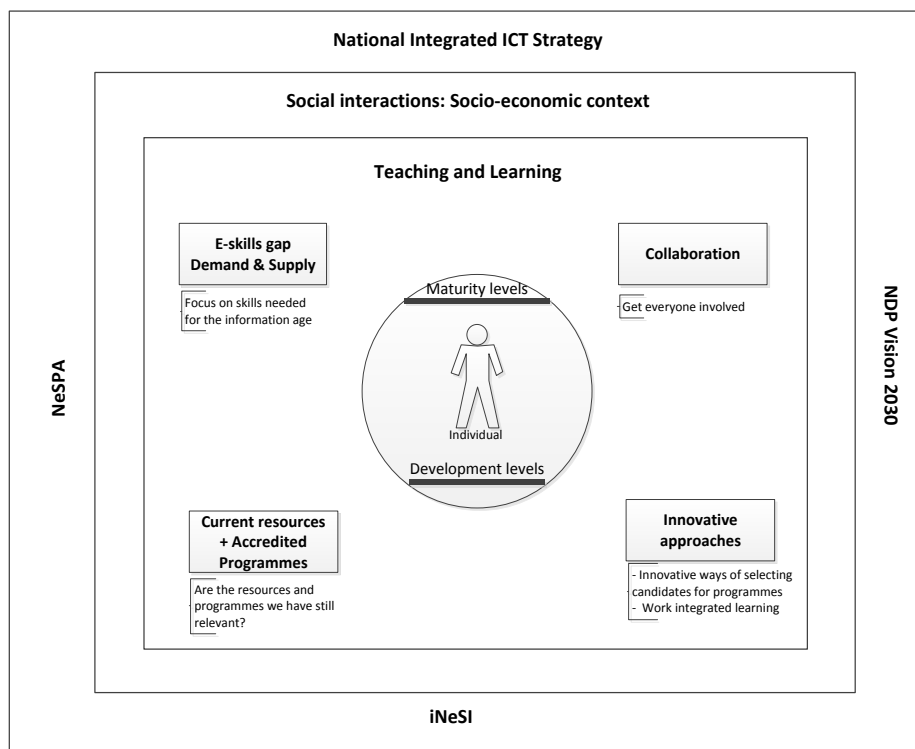 National Integrated ICT Strategy
Social interactions: Socio-economic context
Teaching and Learning
E-skills gap
Demand & Supply
Focus on skills needed
for the information age
Collaboration
Get everyone involved
Maturity levels
Individual
Development levels
NeSPA
NDP Vision 2030
Current resources
+ Accredited
Programmes
Are the resources and
programmes we have still
relevant?
Innovative
approaches
- Innovative ways of selecting
candidates for programmes
- Work integrated learning
iNeSI